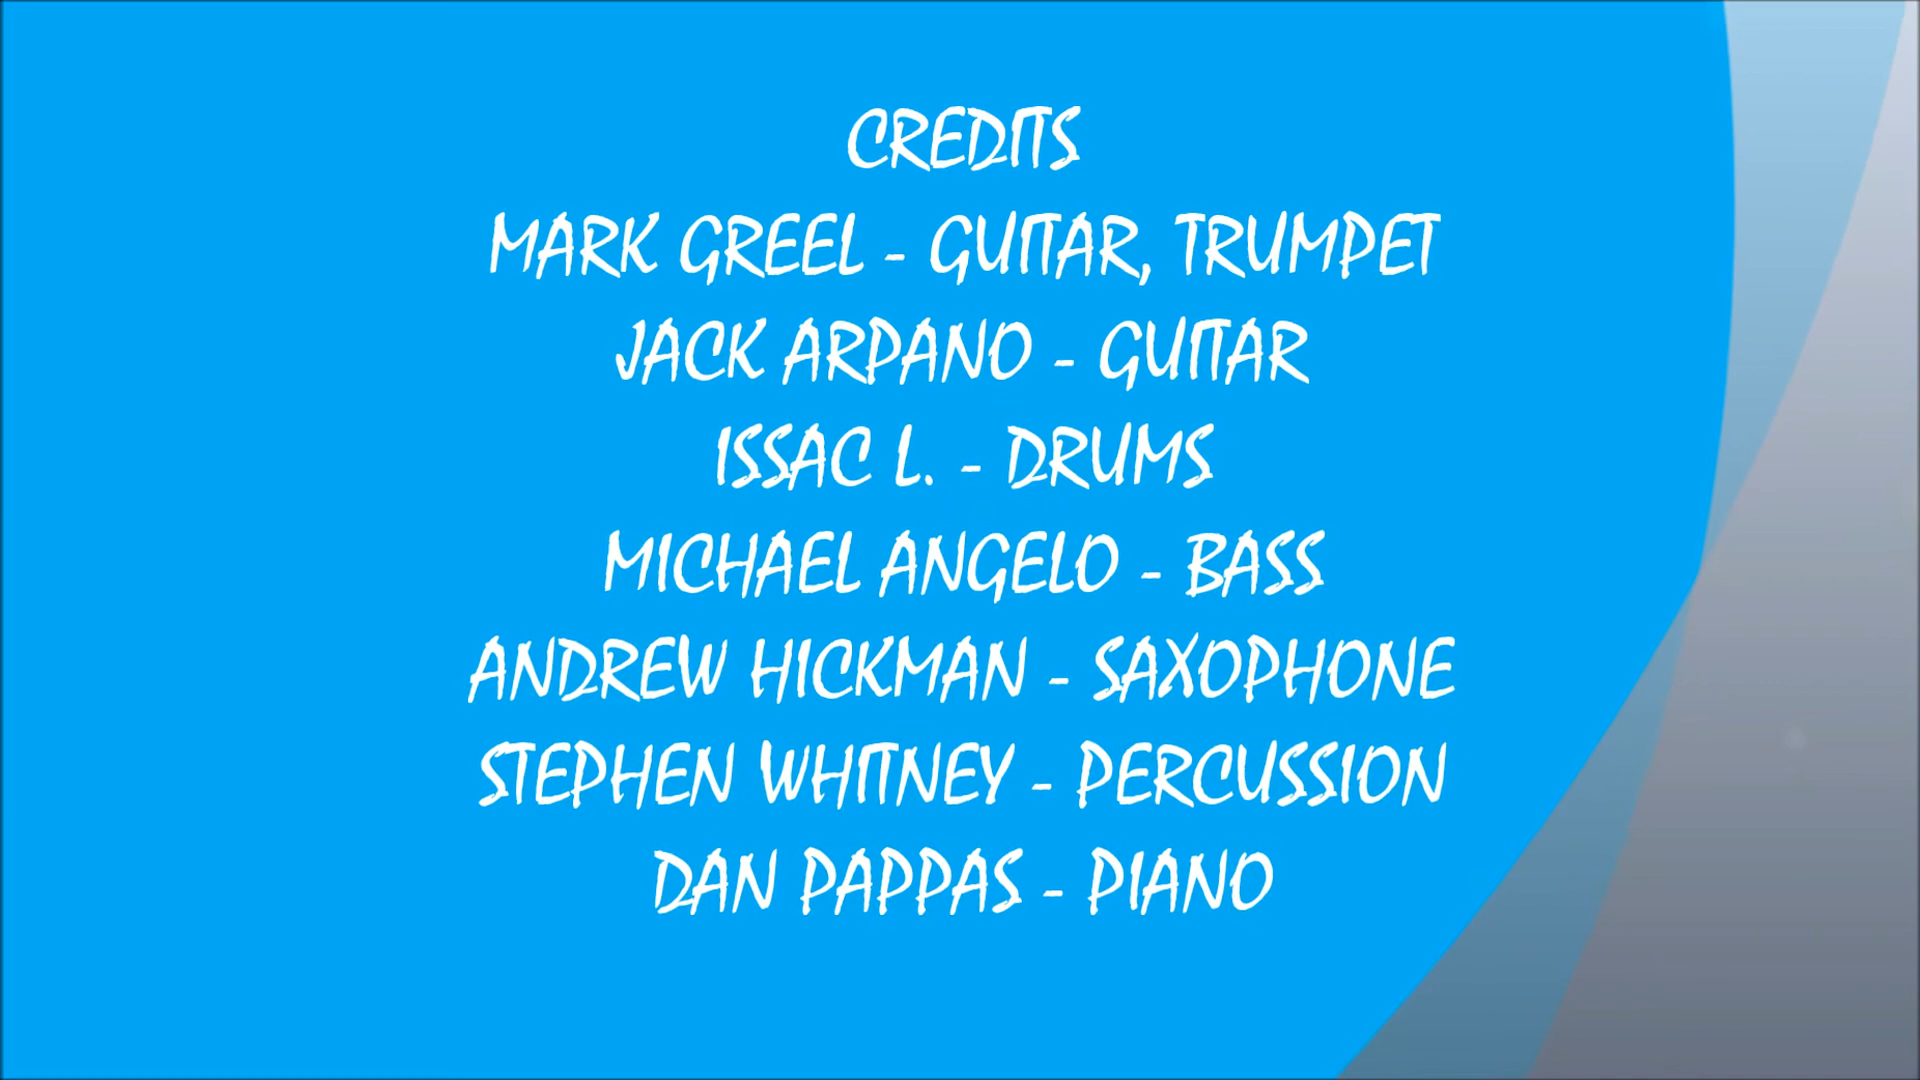 CREDITS
MARK GREEL - GUITAR, TRUMPET
JACK ARPANO - GUITAR
ISSAC L. - DRUMS
MICHAEL ANGELO - BASS
ANDREW HICKMAN - SAXOPHONE
STEPHEN WHITNEY - PERCUSSION
DAN PAPPAS - PIANO